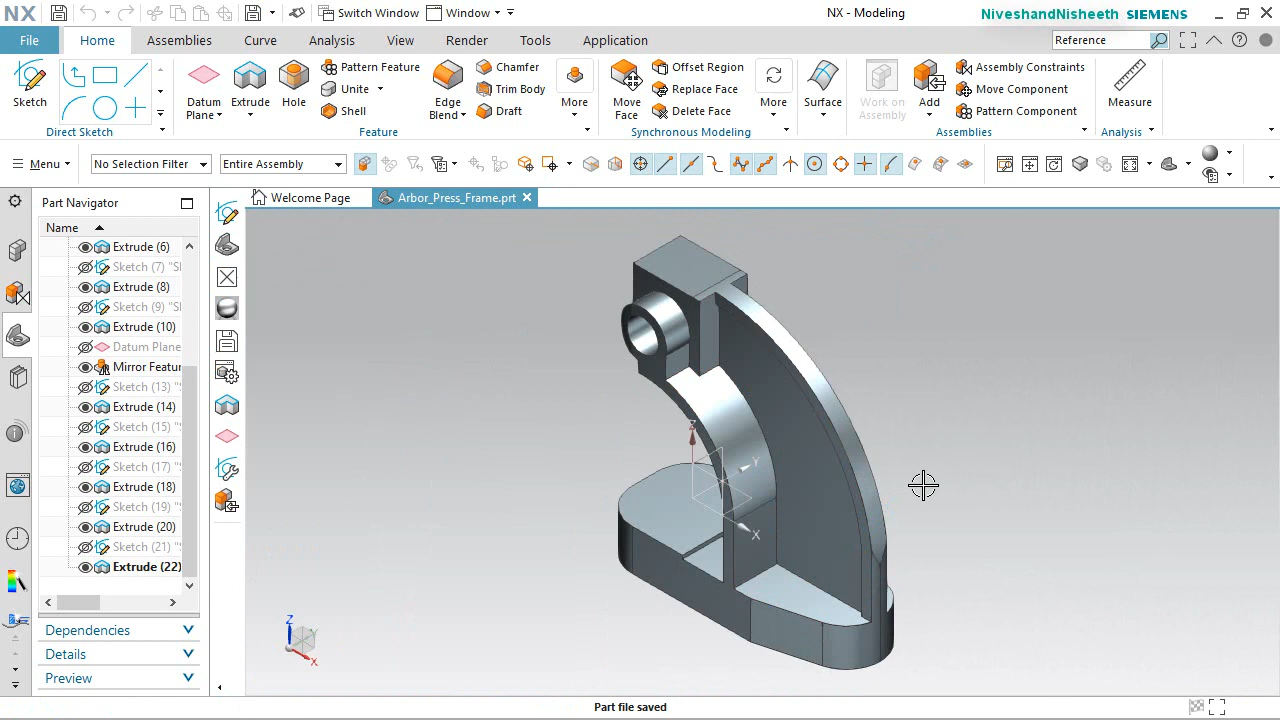 NX Switch Window Window NX - Modeling NiveshandNisheeth SIEMENS
File Home Assemblies Curve Analysis View Render Tools Application Reference
Sketch
Direct Sketch
Datum Plane
Extrude
Hole
Pattern Feature
Unite
Shell
Edge Blend
Chamfer
Trim Body
Draft
More
Feature
Move Face
Offset Region
Replace Face
Delete Face
More
Synchronous Modeling
Surface
Work on Assembly
Add
Assembly Constraints
Move Component
Pattern Component
Assemblies
Measure
Analysis
Menu No Selection Filter Entire Assembly
Part Navigator
Welcome Page Arbor_Press_Frame.prt
Name
Extrude (6)
Sketch (7) "Sl
Extrude (8)
Sketch (9) "Sl
Extrude (10)
Datum Plane
Mirror Featur
Sketch (13) "S
Extrude (14)
Sketch (15) "S
Extrude (16)
Sketch (17) "S
Extrude (18)
Sketch (19) "S
Extrude (20)
Sketch (21) "S
Extrude (22)
Dependencies
Details
Preview
Z
Y
X
Z
Y
X
Part file saved